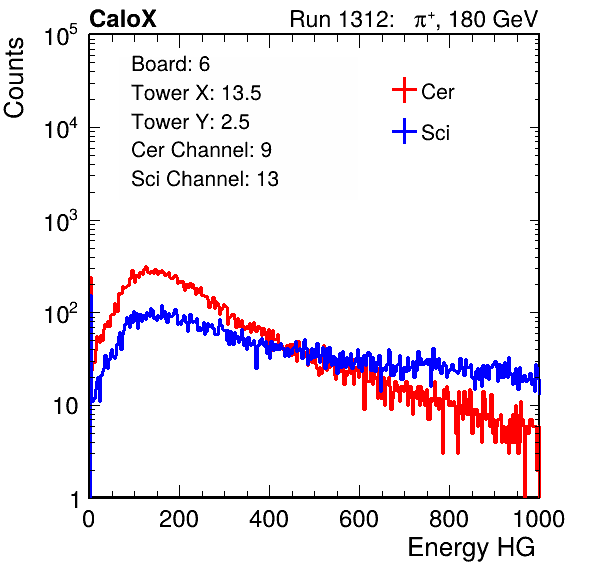 CaloX Run 1312: π⁺, 180 GeV
Board: 6
Tower X: 13.5
Tower Y: 2.5
Cer Channel: 9
Sci Channel: 13
Cer
Sci
Counts
10⁵
10⁴
10³
10²
10
1
0 200 400 600 800 1000
Energy HG